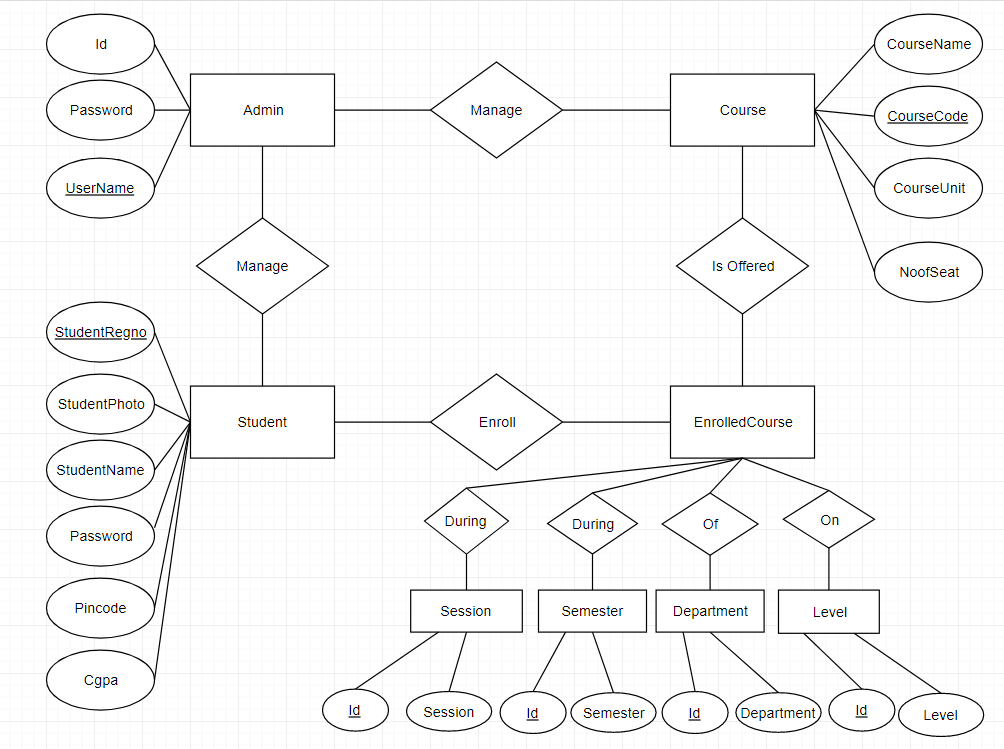 Id
CourseName
Password
Admin
Manage
Course
CourseCode
UserName
CourseUnit
Manage
Is Offered
NoofSeat
StudentRegno
StudentPhoto
Student
Enroll
EnrolledCourse
StudentName
Password
During
During
Of
On
Pincode
Session
Semester
Department
Level
Cgpa
Id
Session
Id
Semester
Id
Department
Id
Level